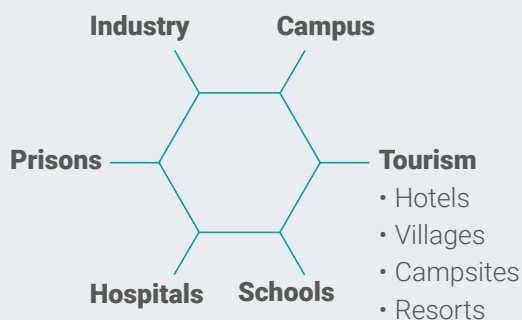 Industry
Campus
Prisons
Tourism
• Hotels
• Villages
• Campsites
• Resorts
Hospitals
Schools